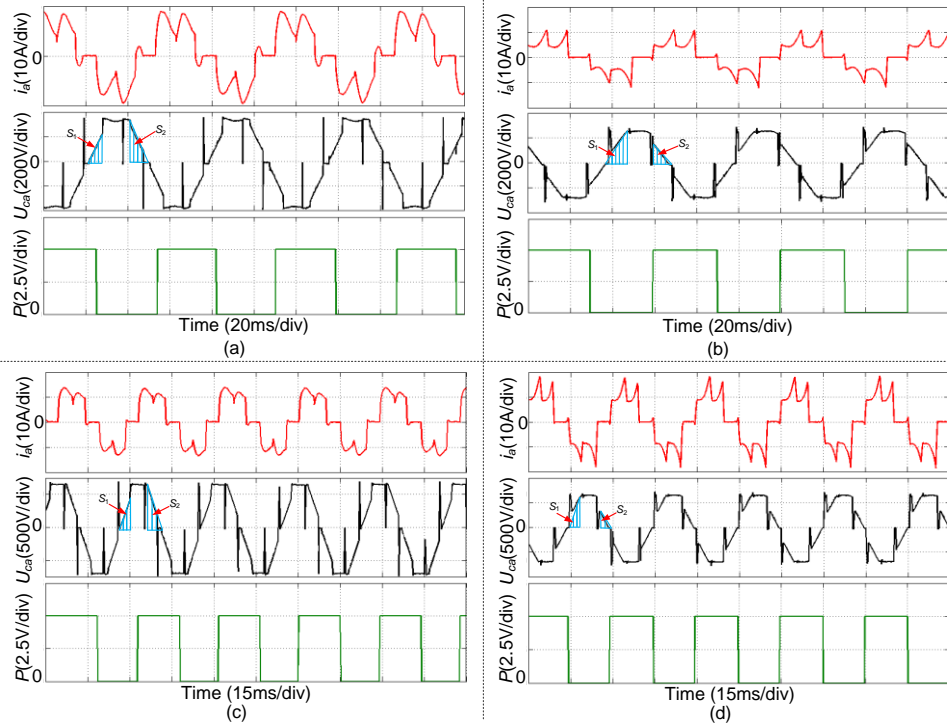 i_a(10A/div)
0
U_ca(200V/div)
0
S_1
S_2
P(2.5V/div)
0
Time (20ms/div)
(a)
i_a(10A/div)
0
U_ca(200V/div)
0
S_1
S_2
P(2.5V/div)
0
Time (20ms/div)
(b)
i_a(10A/div)
0
U_ca(500V/div)
0
S_1
S_2
P(2.5V/div)
0
Time (15ms/div)
(c)
i_a(10A/div)
0
U_ca(500V/div)
0
S_1
S_2
P(2.5V/div)
0
Time (15ms/div)
(d)